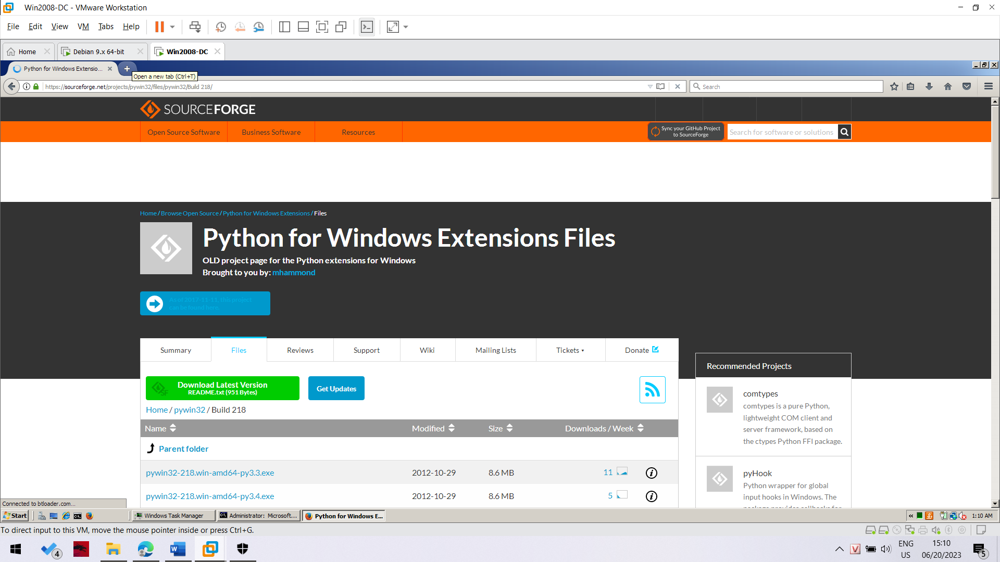 Win2008-DC - VMware Workstation
File Edit View VM Tabs Help
Home Debian 9.x 64-bit Win2008-DC
Python for Windows Extensio...
Open a new tab (Ctrl+T)
https://sourceforge.net/projects/pywin32/files/pywin32/Build 218/
Search
SOURCEFORGE
Open Source Software Business Software Resources
Sync your GitHub Project
to SourceForge
Search for software or solutions
Home / Browse Open Source / Python for Windows Extensions / Files
Python for Windows Extensions Files
OLD project page for the Python extensions for Windows
Brought to you by: mhammond
As of 2017-11-11, this project
can be found here.
Summary Files Reviews Support Wiki Mailing Lists Tickets Donate
Download Latest Version
README.txt (951 Bytes)
SF
Get Updates
Home / pywin32 / Build 218
Name Modified Size Downloads / Week
Parent folder
pywin32-218.win-amd64-py3.3.exe 2012-10-29 8.6 MB 11
pywin32-218.win-amd64-py3.4.exe 2012-10-29 8.6 MB 5
Recommended Projects
comtypes
comtypes is a pure Python,
lightweight COM client and
server framework, based on
the ctypes Python FFI package.
pyHook
Python wrapper for global
input hooks in Windows. The
package provides callbacks for
Connected to btloader.com...
Start Windows Task Manager Administrator: Microsoft... Python for Windows E... 1:10 AM
To direct input to this VM, move the mouse pointer inside or press Ctrl+G.
4
W
V
ENG
US
15:10
06/20/2023
5